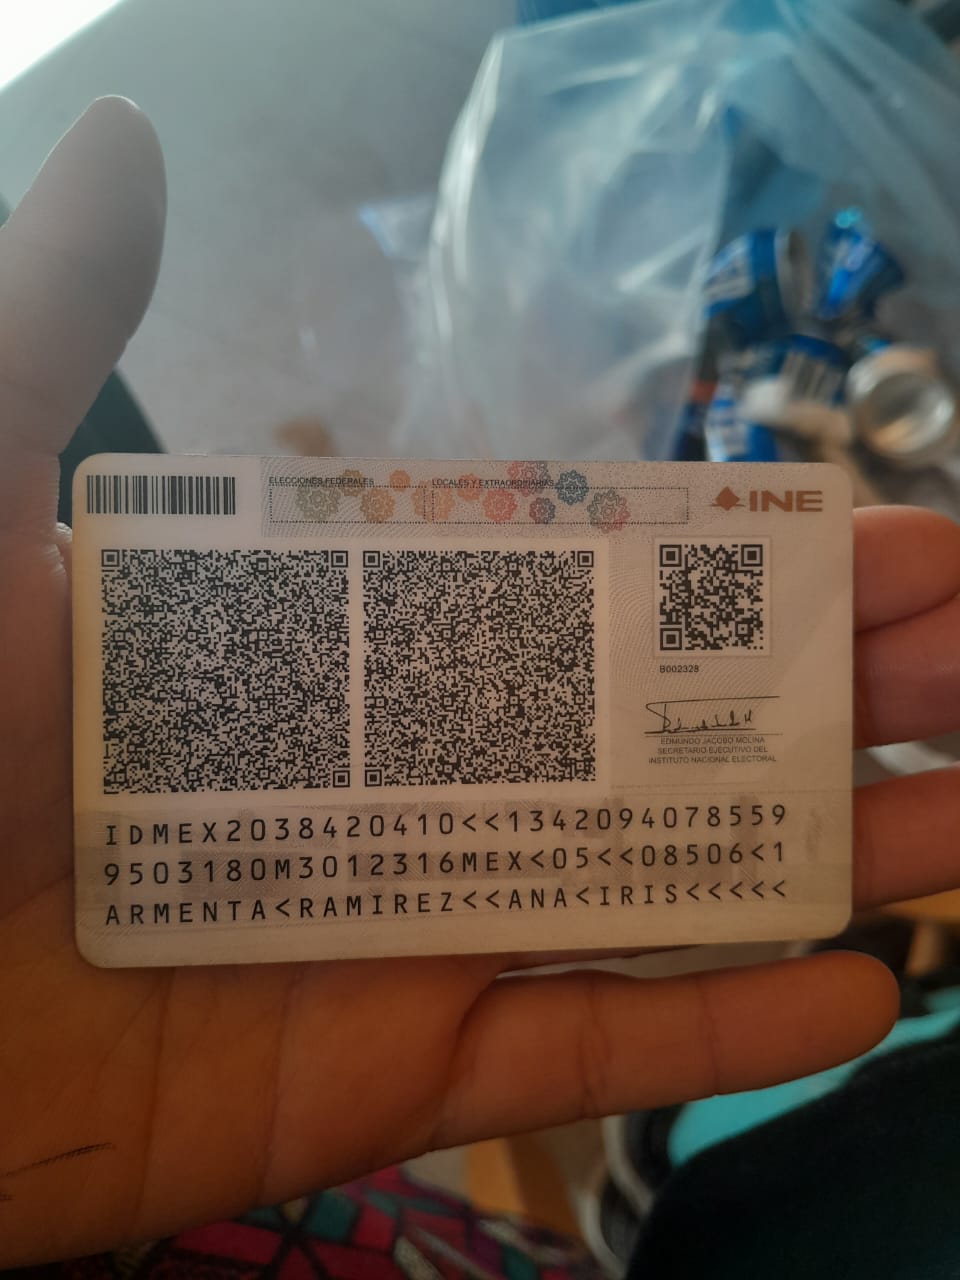 ELECCIONES FEDERALES LOCALES Y EXTRAORDINARIAS
INE
B002328
EDMUNDO JACOBO MOLINA
SECRETARIO EJECUTIVO DEL
INSTITUTO NACIONAL ELECTORAL
IDMEX2038420410<<1342094078559
9503180M3012316MEX<05<<08506<1
ARMENTA<RAMIREZ<<ANA<IRIS<<<<<